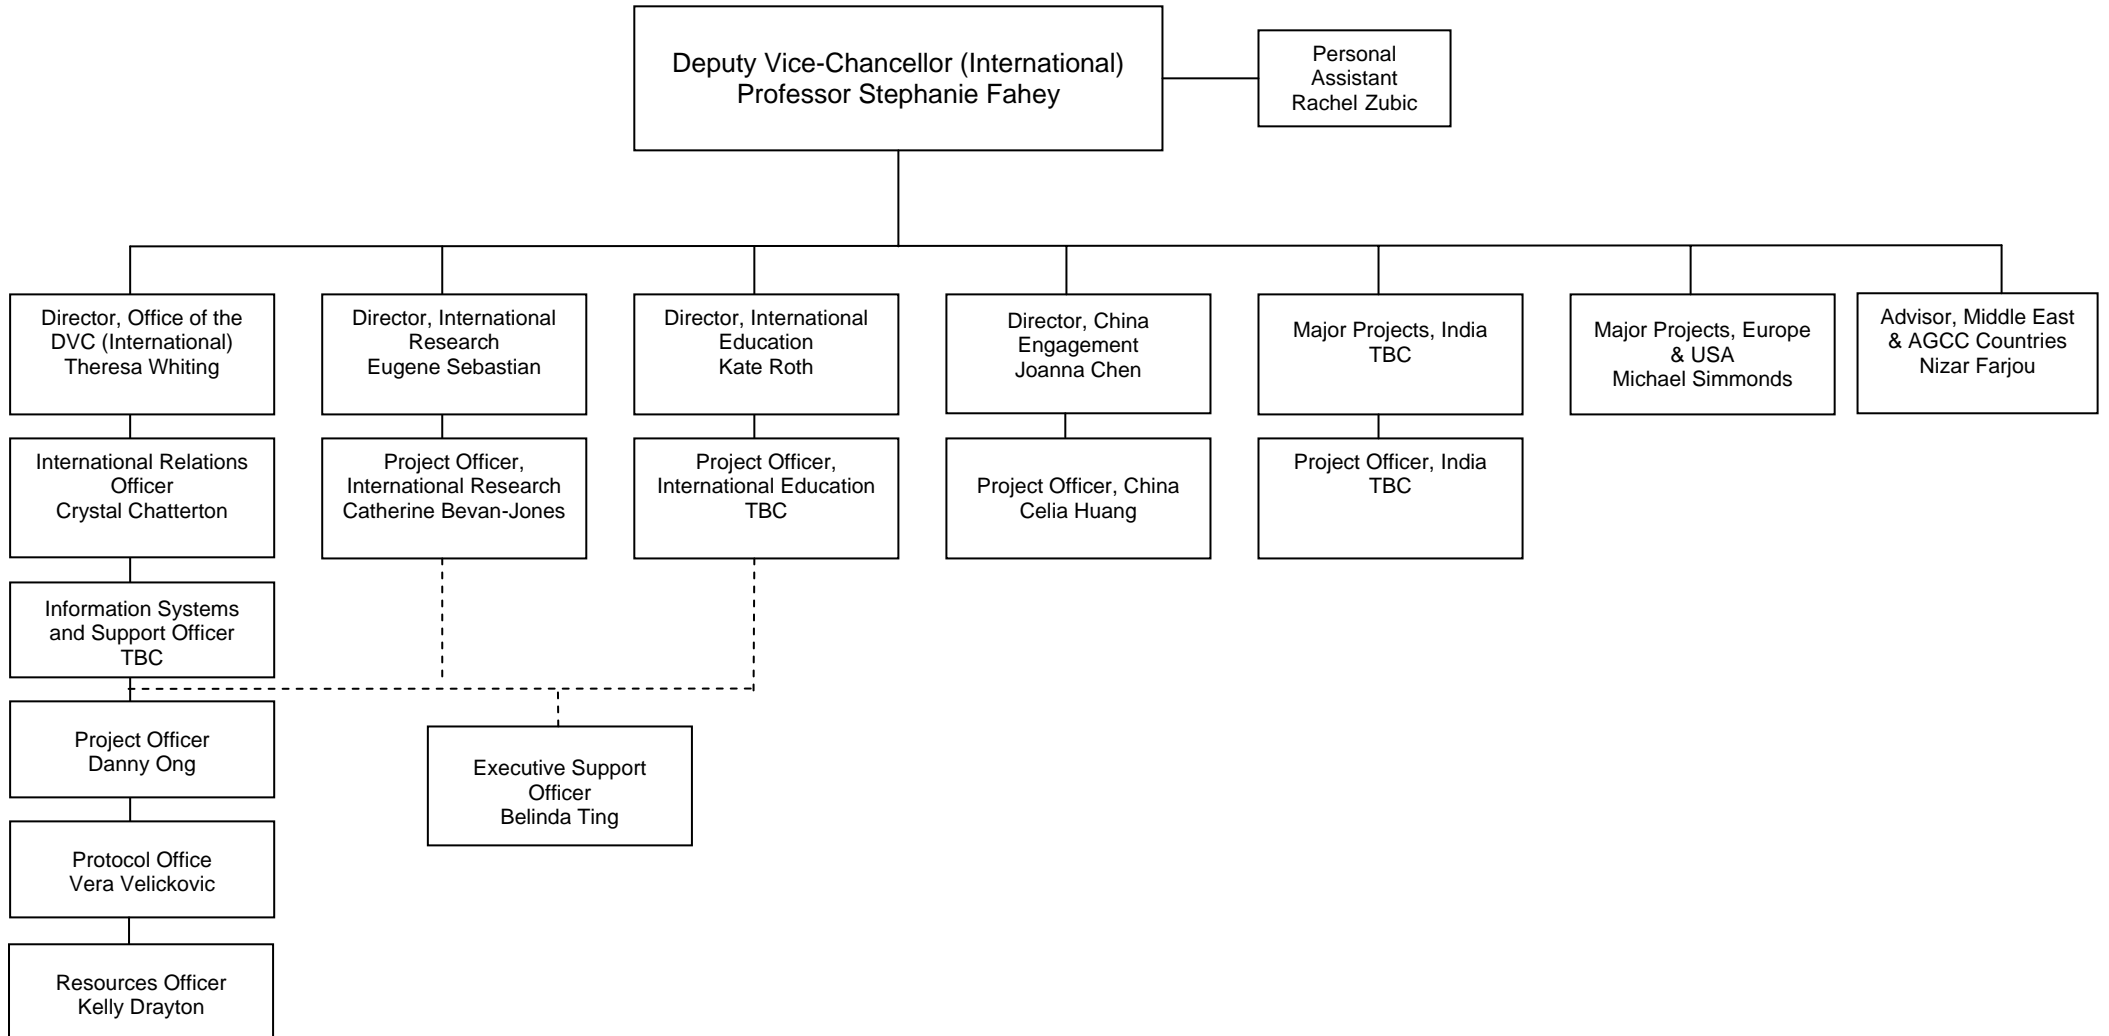 Deputy Vice-Chancellor (International)
Professor Stephanie Fahey
Personal
Assistant
Rachel Zubic
Director, Office of the
DVC (International)
Theresa Whiting
Director, International
Research
Eugene Sebastian
Director, International
Education
Kate Roth
Director, China
Engagement
Joanna Chen
Major Projects, India
TBC
Major Projects, Europe
& USA
Michael Simmonds
Advisor, Middle East
& AGCC Countries
Nizar Farjou
International Relations
Officer
Crystal Chatterton
Project Officer,
International Research
Catherine Bevan-Jones
Project Officer,
International Education
TBC
Project Officer, China
Celia Huang
Project Officer, India
TBC
Information Systems
and Support Officer
TBC
Project Officer
Danny Ong
Executive Support
Officer
Belinda Ting
Protocol Office
Vera Velickovic
Resources Officer
Kelly Drayton